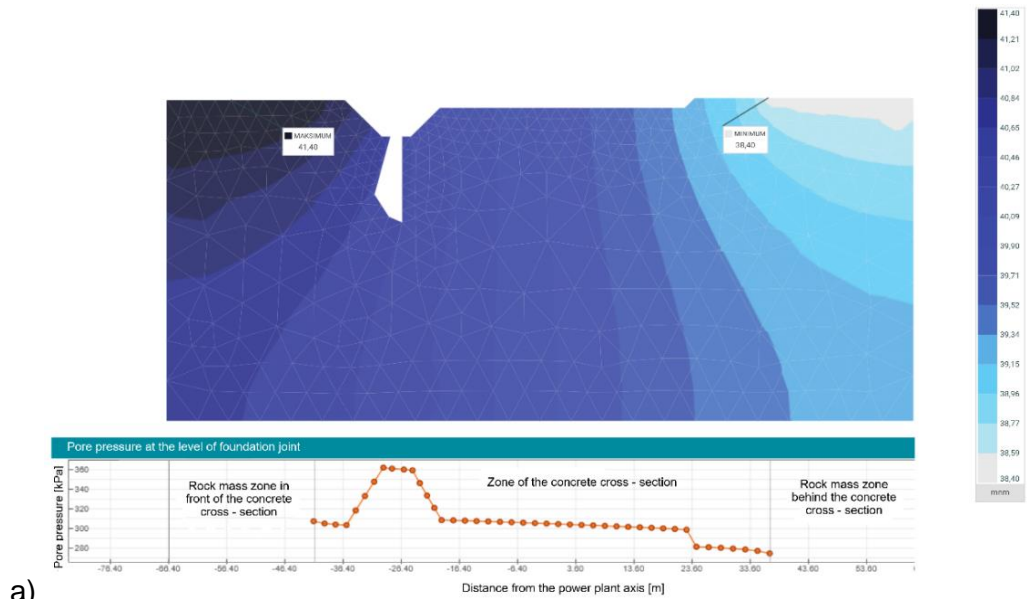 41,40
41,21
41,02
40,84
40,65
40,46
40,27
40,09
39,90
39,71
39,52
39,34
39,15
38,96
38,77
38,59
38,40
mnm
MAKSIMUM
41,40
MINIMUM
38,40
Pore pressure at the level of foundation joint
Pore pressure [kPa]
360
340
320
300
280
Rock mass zone in
front of the concrete
cross - section
Zone of the concrete cross - section
Rock mass zone
behind the concrete
cross - section
-76.40 -66.40 -56.40 -46.40 -36.40 -26.40 -16.40 -6.40 3.60 13.60 23.60 33.60 43.60 53.60
Distance from the power plant axis [m]
a)